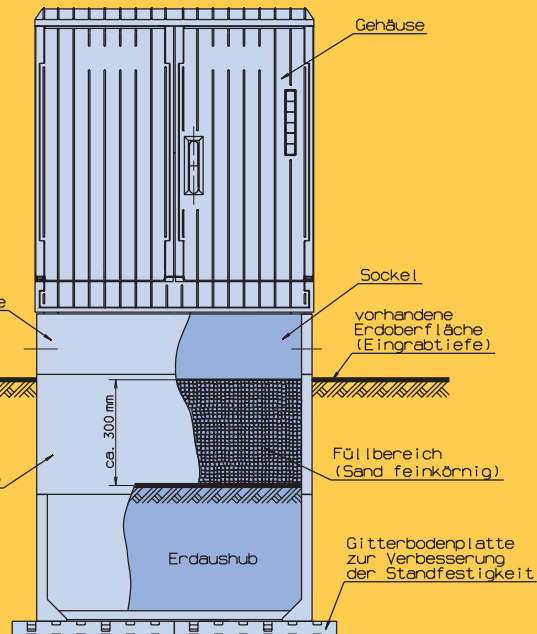 Gehäuse
Sockel
vorhandene
Erdoberfläche
(Eingrabtiefe)
ca. 300 mm
Füllbereich
(Sand feinkörnig)
Erdaushub
Gitterbodenplatte
zur Verbesserung
der Standfestigkeit